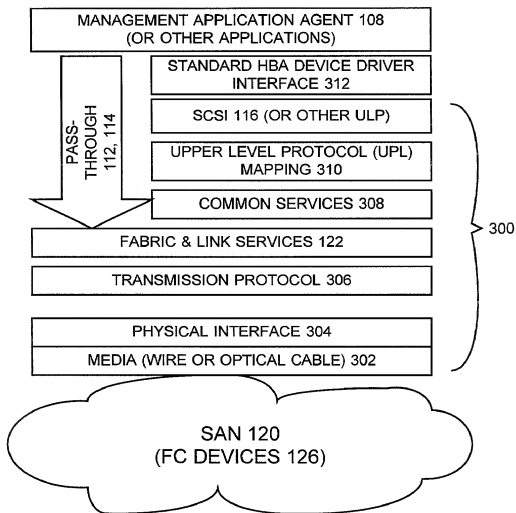 MANAGEMENT APPLICATION AGENT 108
(OR OTHER APPLICATIONS)
STANDARD HBA DEVICE DRIVER
INTERFACE 312
PASS-
THROUGH
112, 114
SCSI 116 (OR OTHER ULP)
UPPER LEVEL PROTOCOL (UPL)
MAPPING 310
COMMON SERVICES 308
300
FABRIC & LINK SERVICES 122
TRANSMISSION PROTOCOL 306
PHYSICAL INTERFACE 304
MEDIA (WIRE OR OPTICAL CABLE) 302
SAN 120
(FC DEVICES 126)